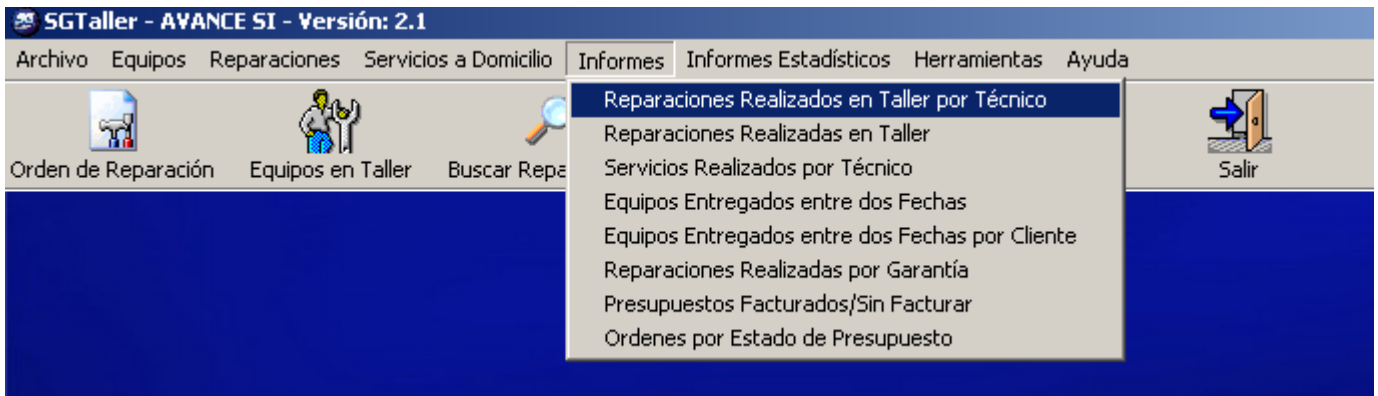 SGTaller - AVANCE SI - Versión: 2.1
Archivo Equipos Reparaciones Servicios a Domicilio Informes Informes Estadísticos Herramientas Ayuda
Orden de Reparación Equipos en Taller Buscar Repa Salir
Reparaciones Realizados en Taller por Técnico
Reparaciones Realizadas en Taller
Servicios Realizados por Técnico
Equipos Entregados entre dos Fechas
Equipos Entregados entre dos Fechas por Cliente
Reparaciones Realizadas por Garantía
Presupuestos Facturados/Sin Facturar
Ordenes por Estado de Presupuesto